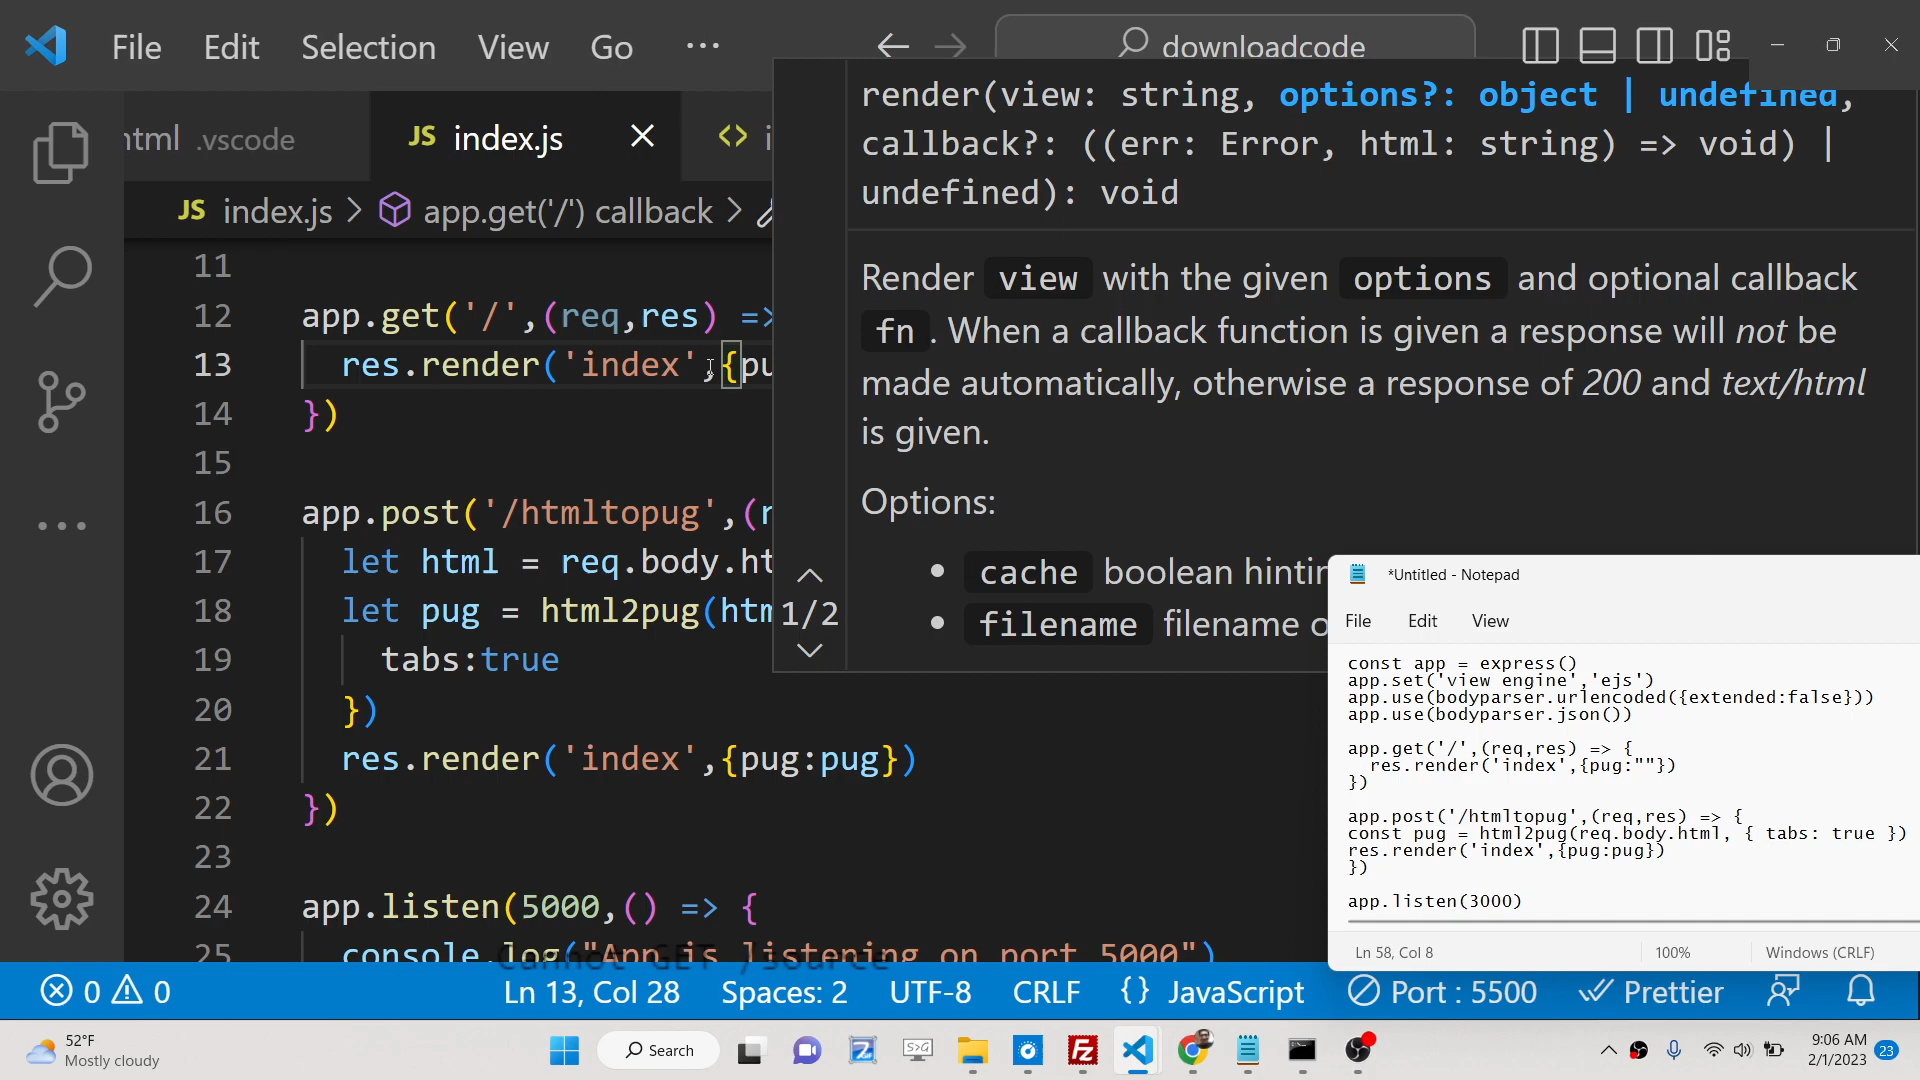 File Edit Selection View Go ...
downloadcode
html .vscode
JS index.js
JS index.js > app.get('/') callback >
11
12 app.get('/',(req,res) =>
13 res.render('index',{pu
14 })
15
16 app.post('/htmltopug',(r
17 let html = req.body.ht
18 let pug = html2pug(htm
19 tabs:true
20 })
21 res.render('index',{pug:pug})
22 })
23
24 app.listen(5000,() => {
25 console.log("App is listening on port 5000")
Cannot GET /source
render(view: string, options?: object | undefined,
callback?: ((err: Error, html: string) => void) |
undefined): void
Render view with the given options and optional callback
fn. When a callback function is given a response will not be
made automatically, otherwise a response of 200 and text/html
is given.
Options:
• cache boolean hintin
• filename filename o
1/2
*Untitled - Notepad
File Edit View
const app = express()
app.set('view engine','ejs')
app.use(bodyparser.urlencoded({extended:false}))
app.use(bodyparser.json())
app.get('/',(req,res) => {
res.render('index',{pug:""})
})
app.post('/htmltopug',(req,res) => {
const pug = html2pug(req.body.html, { tabs: true })
res.render('index',{pug:pug})
})
app.listen(3000)
Ln 58, Col 8 100% Windows (CRLF)
0 0 Ln 13, Col 28 Spaces: 2 UTF-8 CRLF {} JavaScript Port : 5500 Prettier
52°F
Mostly cloudy
Search
9:06 AM
2/1/2023
23